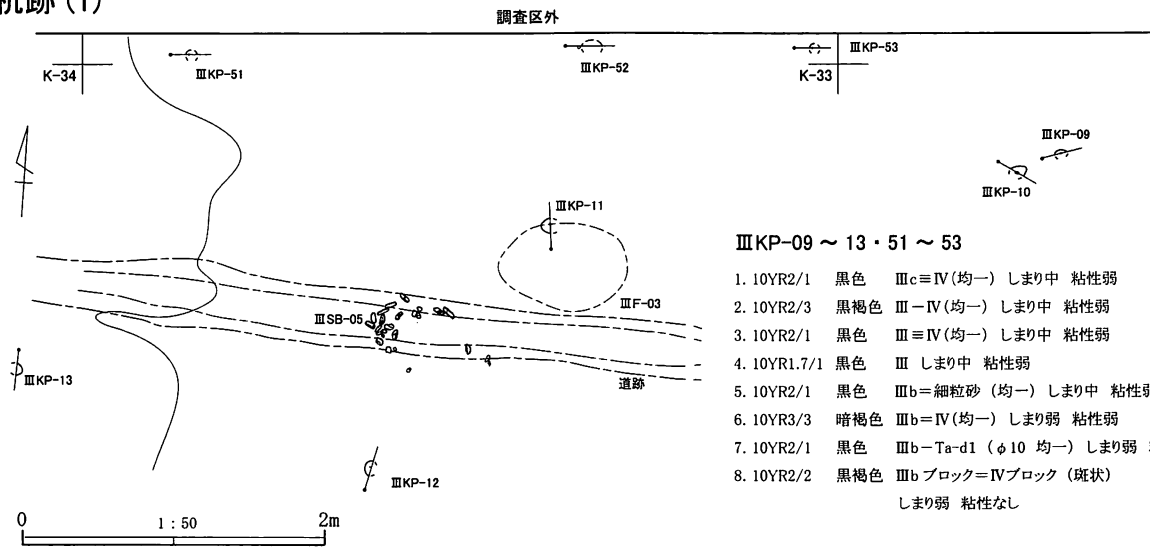 杭跡(1)
調査区外
K-34
ⅢKP-51
ⅢKP-52
K-33
ⅢKP-53
ⅢKP-09
ⅢKP-10
ⅢKP-11
ⅢF-03
ⅢSB-05
道跡
ⅢKP-13
ⅢKP-12
0 1:50 2m
ⅢKP-09 ~ 13・51 ~ 53
1. 10YR2/1 黒色 Ⅲc≡Ⅳ(均一) しまり中 粘性弱
2. 10YR2/3 黒褐色 Ⅲ-Ⅳ(均一) しまり中 粘性弱
3. 10YR2/1 黒色 Ⅲ≡Ⅳ(均一) しまり中 粘性弱
4. 10YR1.7/1 黒色 Ⅲ しまり中 粘性弱
5. 10YR2/1 黒色 Ⅲb=細粒砂 (均一) しまり中 粘性弱
6. 10YR3/3 暗褐色 Ⅲb=Ⅳ(均一) しまり弱 粘性弱
7. 10YR2/1 黒色 Ⅲb-Ta-d1 (φ10 均一) しまり弱
8. 10YR2/2 黒褐色 Ⅲb ブロック=Ⅳブロック (斑状)
しまり弱 粘性なし